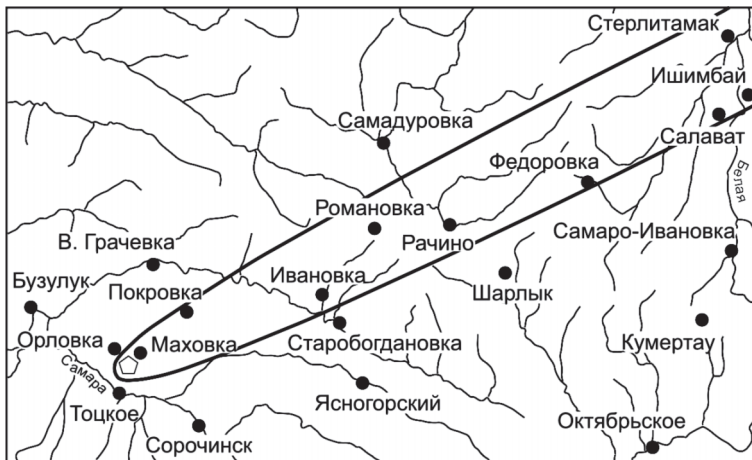 Стерлитамак
Ишимбай
Самадуровка
Салават
Федоровка
Белая
Романовка
Рачино
Самаро-Ивановка
В. Грачевка
Ивановка
Шарлык
Бузулук
Покровка
Орловка
Маховка
Старобогдановка
Кумертау
Самара
Тоцкое
Ясногорский
Сорочинск
Октябрьское